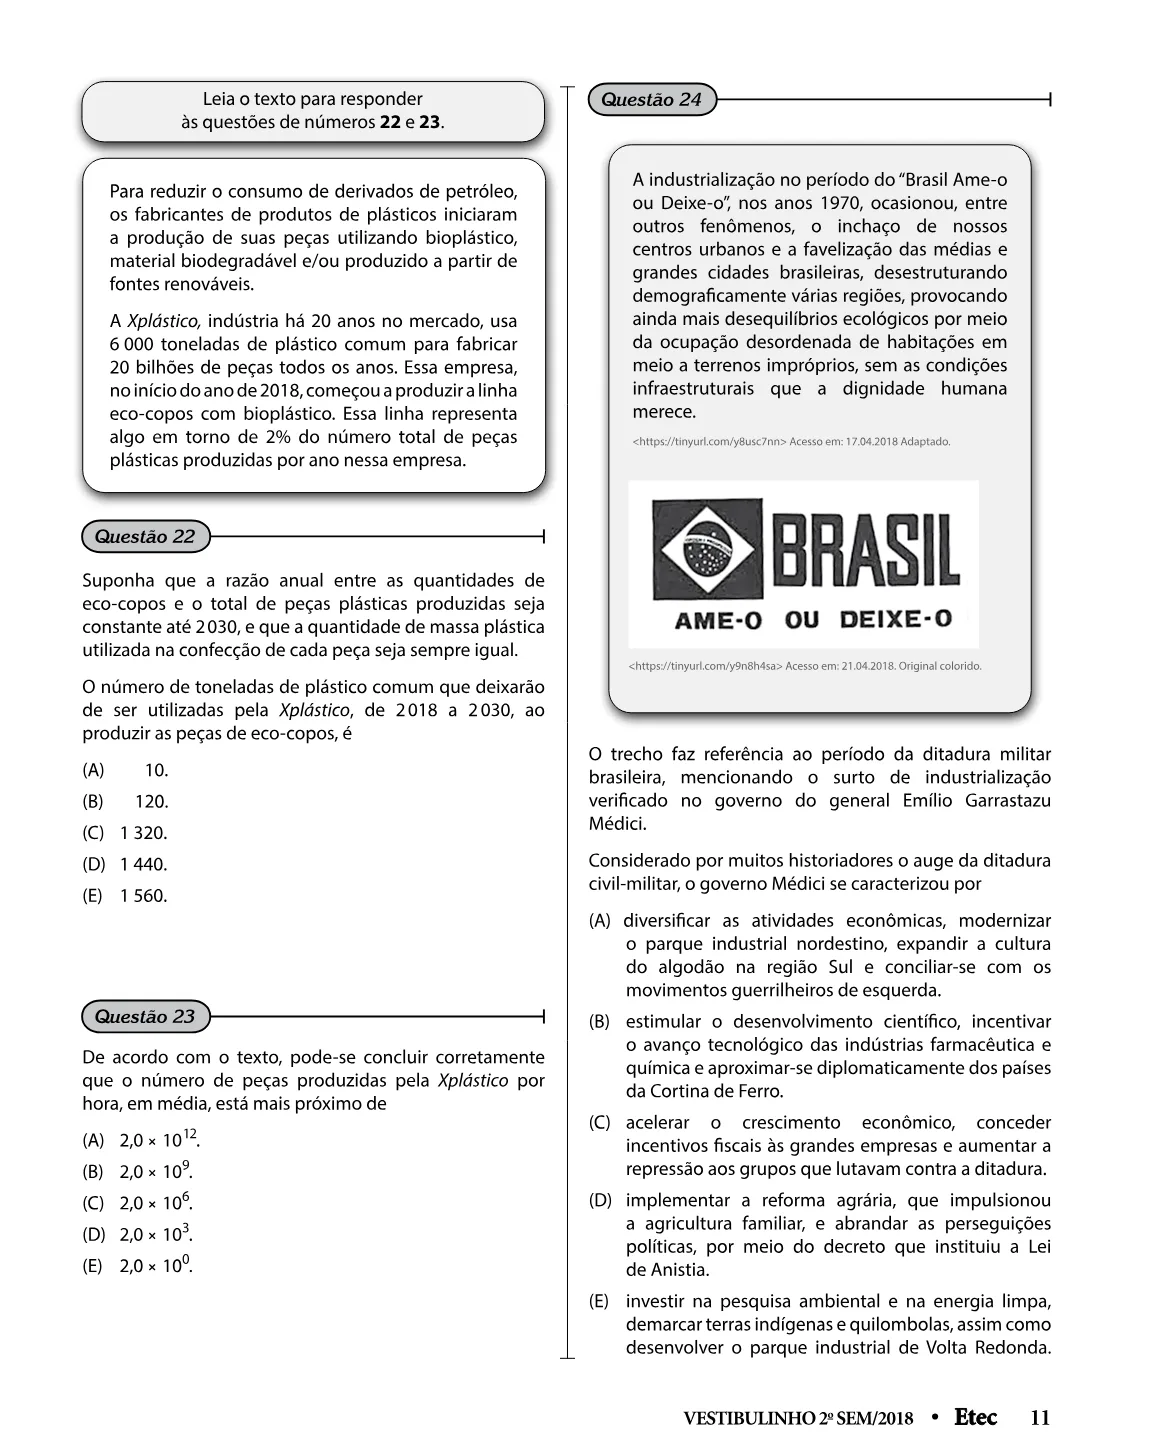 Leia o texto para responder
às questões de números 22 e 23.
Para reduzir o consumo de derivados de petróleo,
os fabricantes de produtos de plásticos iniciaram
a produção de suas peças utilizando bioplástico,
material biodegradável e/ou produzido a partir de
fontes renováveis.
A Xplástico, indústria há 20 anos no mercado, usa
6 000 toneladas de plástico comum para fabricar
20 bilhões de peças todos os anos. Essa empresa,
no início do ano de 2018, começou a produzir a linha
eco-copos com bioplástico. Essa linha representa
algo em torno de 2% do número total de peças
plásticas produzidas por ano nessa empresa.
Questão 22
Suponha que a razão anual entre as quantidades de
eco-copos e o total de peças plásticas produzidas seja
constante até 2 030, e que a quantidade de massa plástica
utilizada na confecção de cada peça seja sempre igual.
O número de toneladas de plástico comum que deixarão
de ser utilizadas pela Xplástico, de 2 018 a 2 030, ao
produzir as peças de eco-copos, é
(A) 10.
(B) 120.
(C) 1 320.
(D) 1 440.
(E) 1 560.
Questão 23
De acordo com o texto, pode-se concluir corretamente
que o número de peças produzidas pela Xplástico por
hora, em média, está mais próximo de
(A) 2,0 × 10¹².
(B) 2,0 × 10⁹.
(C) 2,0 × 10⁶.
(D) 2,0 × 10³.
(E) 2,0 × 10⁰.
Questão 24
A industrialização no período do “Brasil Ame-o
ou Deixe-o”, nos anos 1970, ocasionou, entre
outros fenômenos, o inchaço de nossos
centros urbanos e a favelização das médias e
grandes cidades brasileiras, desestruturando
demograficamente várias regiões, provocando
ainda mais desequilíbrios ecológicos por meio
da ocupação desordenada de habitações em
meio a terrenos impróprios, sem as condições
infraestruturais que a dignidade humana
merece.
<https://tinyurl.com/y8usc7nn> Acesso em: 17.04.2018 Adaptado.
BRASIL
AME-O OU DEIXE-O
<https://tinyurl.com/y9n8h4sa> Acesso em: 21.04.2018. Original colorido.
O trecho faz referência ao período da ditadura militar
brasileira, mencionando o surto de industrialização
verificado no governo do general Emílio Garrastazu
Médici.
Considerado por muitos historiadores o auge da ditadura
civil-militar, o governo Médici se caracterizou por
(A) diversificar as atividades econômicas, modernizar
o parque industrial nordestino, expandir a cultura
do algodão na região Sul e conciliar-se com os
movimentos guerrilheiros de esquerda.
(B) estimular o desenvolvimento científico, incentivar
o avanço tecnológico das indústrias farmacêutica e
química e aproximar-se diplomaticamente dos países
da Cortina de Ferro.
(C) acelerar o crescimento econômico, conceder
incentivos fiscais às grandes empresas e aumentar a
repressão aos grupos que lutavam contra a ditadura.
(D) implementar a reforma agrária, que impulsionou
a agricultura familiar, e abrandar as perseguições
políticas, por meio do decreto que instituiu a Lei
de Anistia.
(E) investir na pesquisa ambiental e na energia limpa,
demarcar terras indígenas e quilombolas, assim como
desenvolver o parque industrial de Volta Redonda.
VESTIBULINHO 2º SEM/2018 • Etec 11